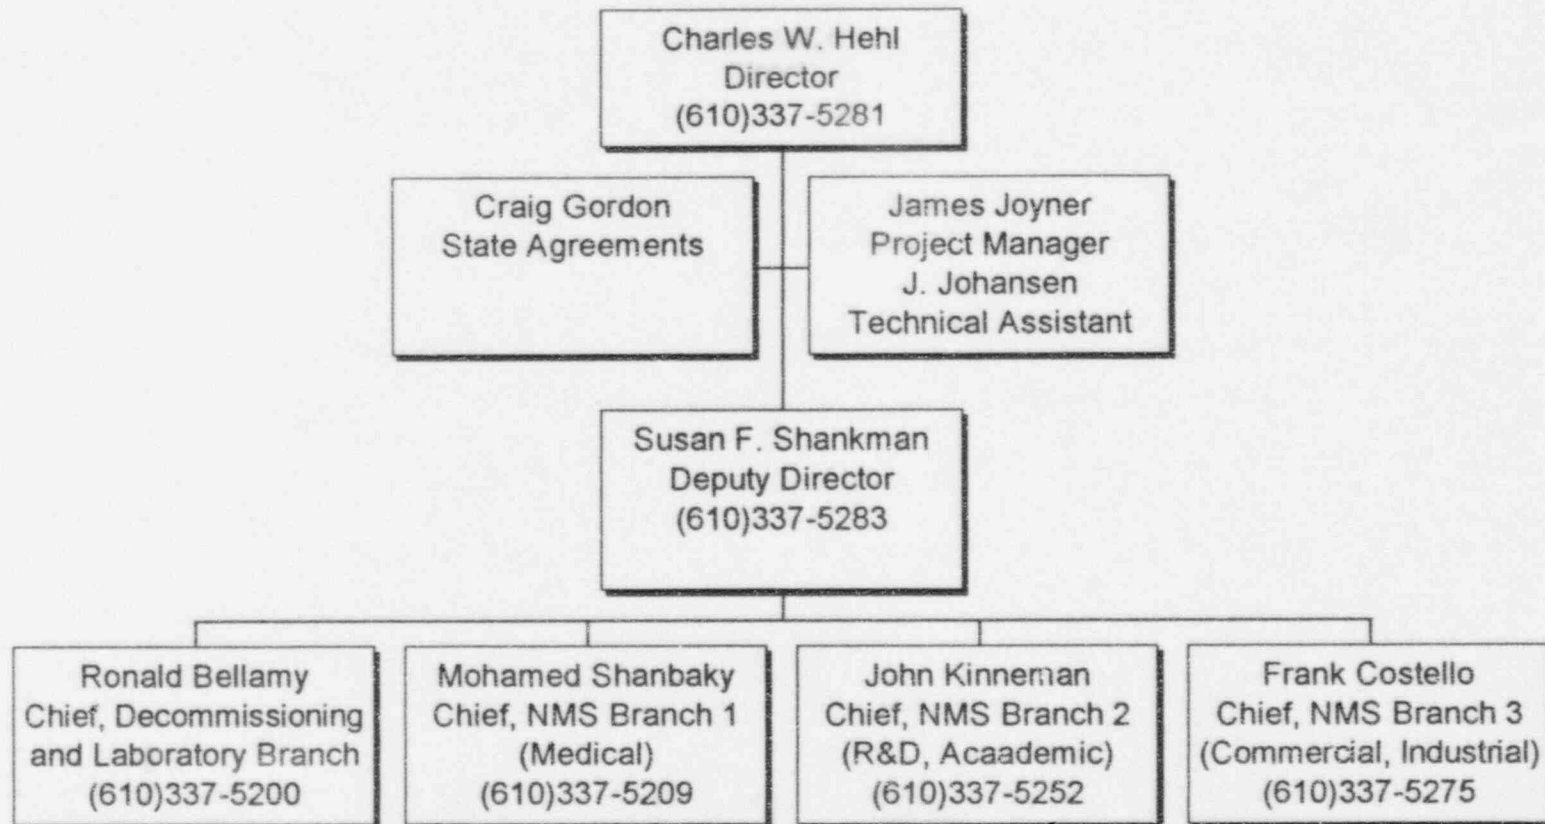 Charles W. Hehl
Director
(610)337-5281
Craig Gordon
State Agreements
James Joyner
Project Manager
J. Johansen
Technical Assistant
Susan F. Shankman
Deputy Director
(610)337-5283
Ronald Bellamy
Chief, Decommissioning
and Laboratory Branch
(610)337-5200
Mohamed Shanbaky
Chief, NMS Branch 1
(Medical)
(610)337-5209
John Kinneman
Chief, NMS Branch 2
(R&D, Acaademic)
(610)337-5252
Frank Costello
Chief, NMS Branch 3
(Commercial, Industrial)
(610)337-5275